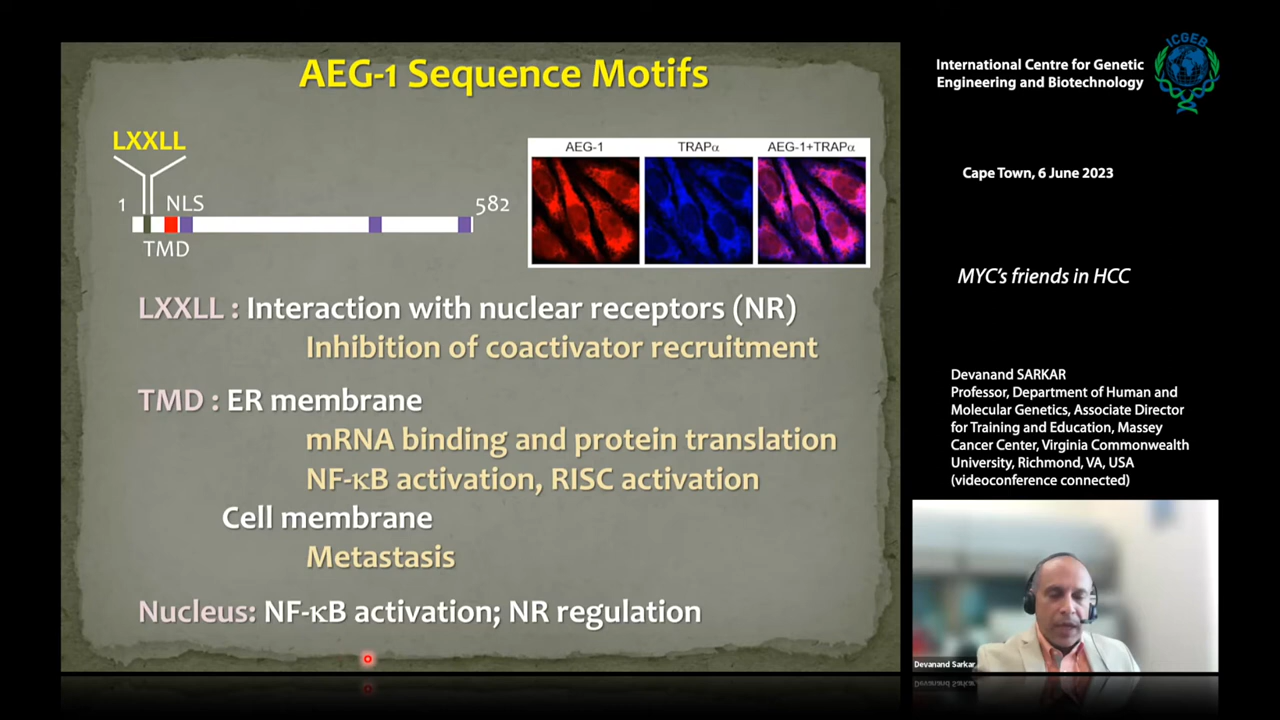 AEG-1 Sequence Motifs
LXXLL
1
NLS
582
TMD
AEG-1
TRAPα
AEG-1+TRAPα
LXXLL : Interaction with nuclear receptors (NR)
Inhibition of coactivator recruitment
TMD : ER membrane
mRNA binding and protein translation
NF-κB activation, RISC activation
Cell membrane
Metastasis
Nucleus: NF-κB activation; NR regulation
International Centre for Genetic
Engineering and Biotechnology
ICGEB
Cape Town, 6 June 2023
MYC's friends in HCC
Devanand SARKAR
Professor, Department of Human and
Molecular Genetics, Associate Director
for Training and Education, Massey
Cancer Center, Virginia Commonwealth
University, Richmond, VA, USA
(videoconference connected)
Devanand Sarkar